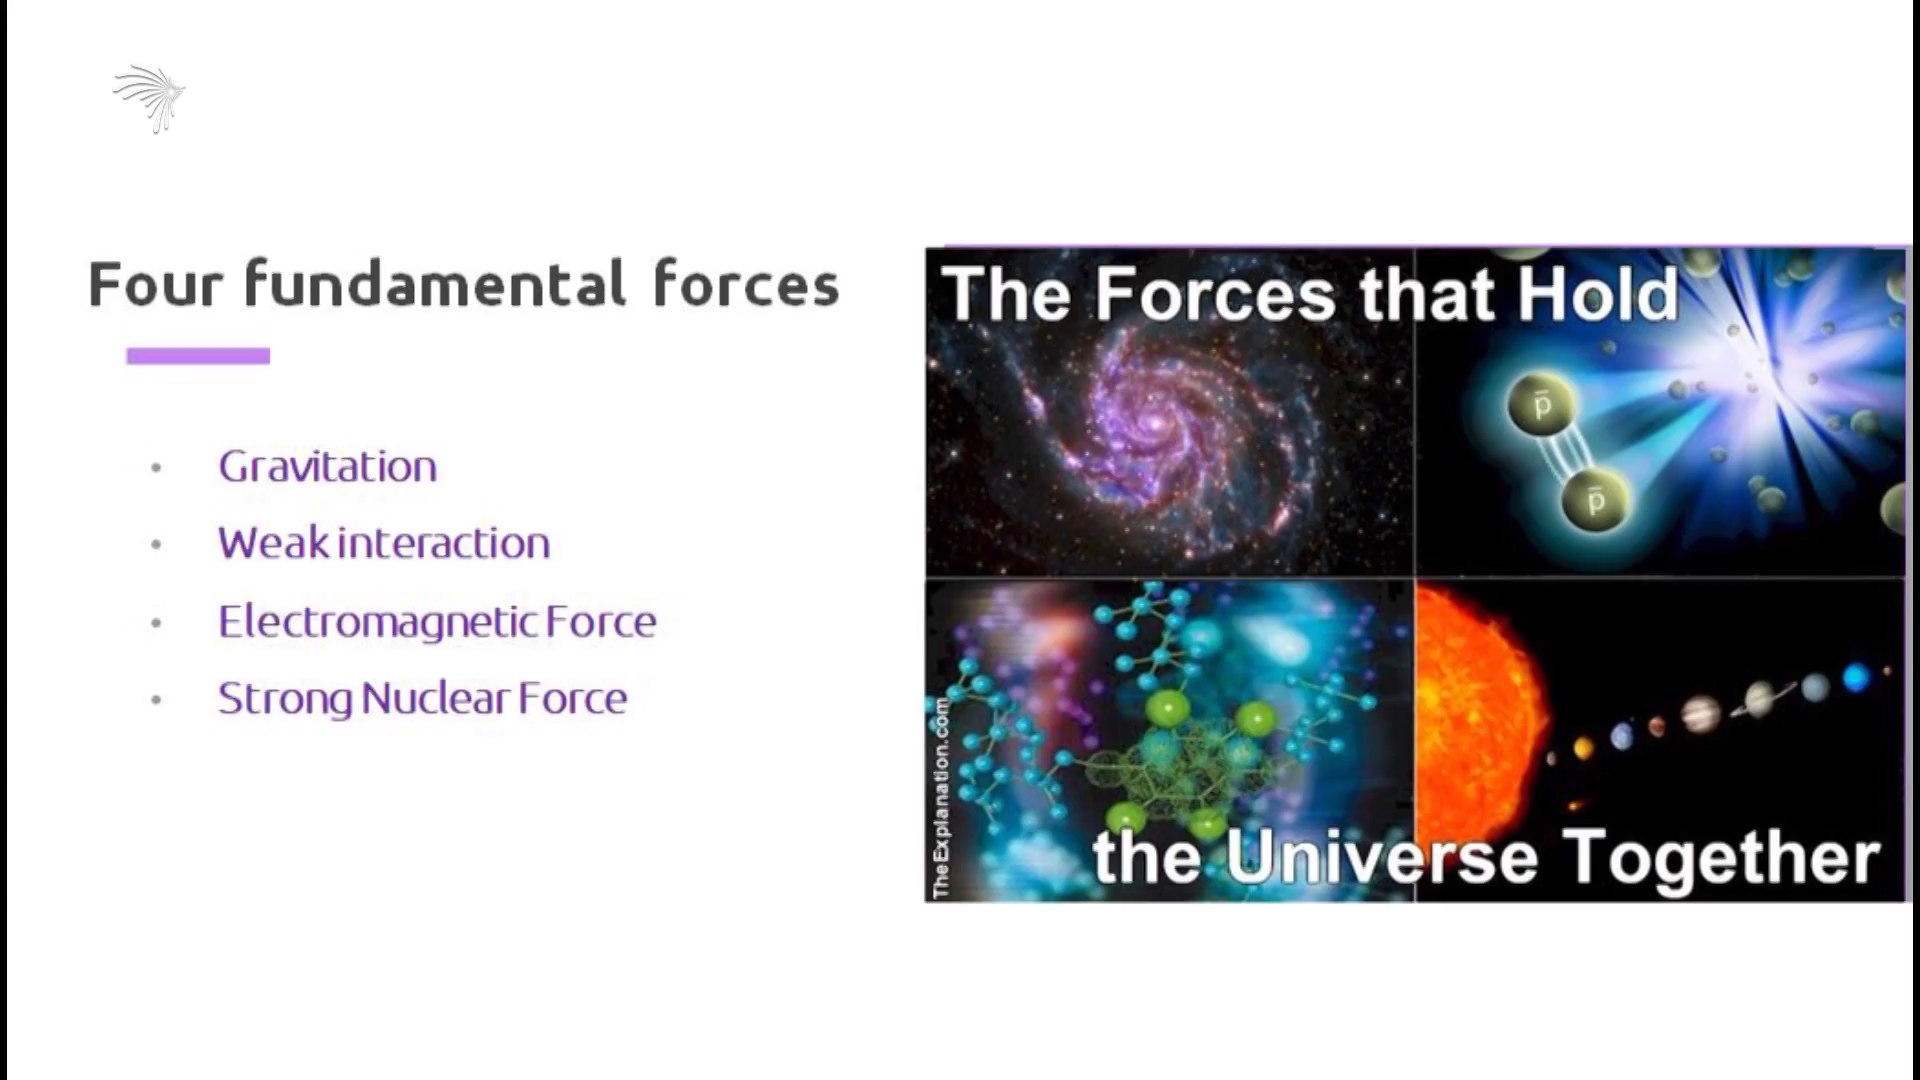 Four fundamental forces
• Gravitation
• Weak interaction
• Electromagnetic Force
• Strong Nuclear Force
The Forces that Hold
p̄
p̄
the Universe Together
TheExplanation.com